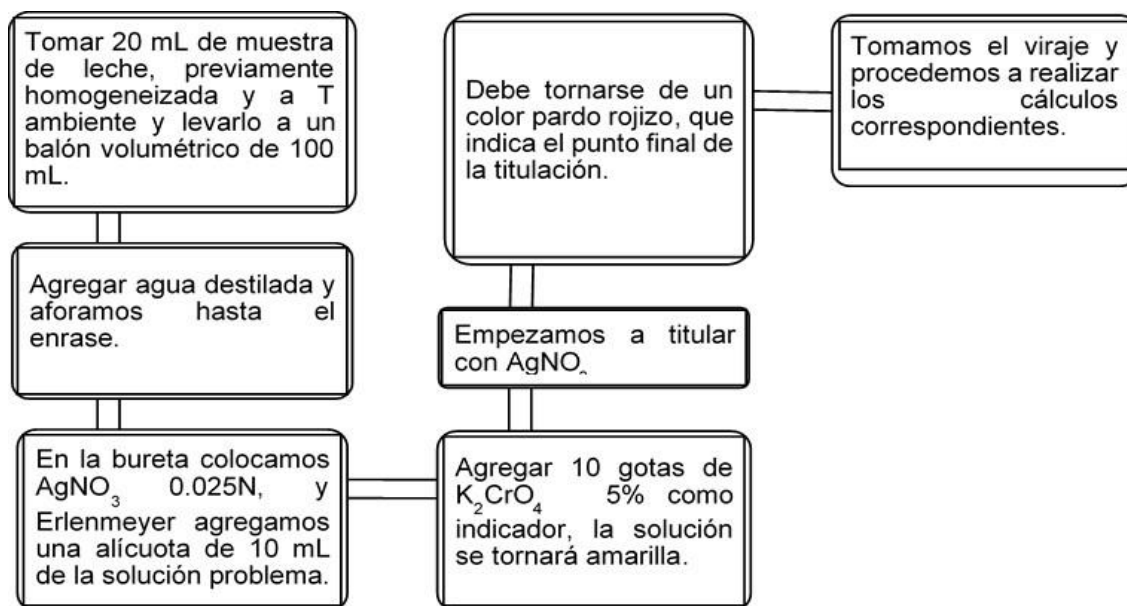 Tomar 20 mL de muestra
de leche, previamente
homogeneizada y a T
ambiente y levarlo a un
balón volumétrico de 100
mL.
Agregar agua destilada y
aforamos hasta el
enrase.
En la bureta colocamos
AgNO₃ 0.025N, y
Erlenmeyer agregamos
una alícuota de 10 mL
de la solución problema.
Agregar 10 gotas de
K₂CrO₄ 5% como
indicador, la solución
se tornará amarilla.
Empezamos a titular
con AgNO
Debe tornarse de un
color pardo rojizo, que
indica el punto final de
la titulación.
Tomamos el viraje y
procedemos a realizar
los cálculos
correspondientes.